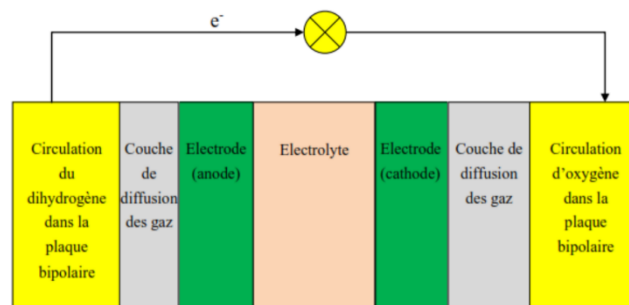 e-
Circulation
du
dihydrogène
dans la
plaque
bipolaire
Couche
de
diffusion
des gaz
Electrode
(anode)
Electrolyte
Electrode
(cathode)
Couche de
diffusion
des gaz
Circulation
d'oxygène
dans la
plaque
bipolaire